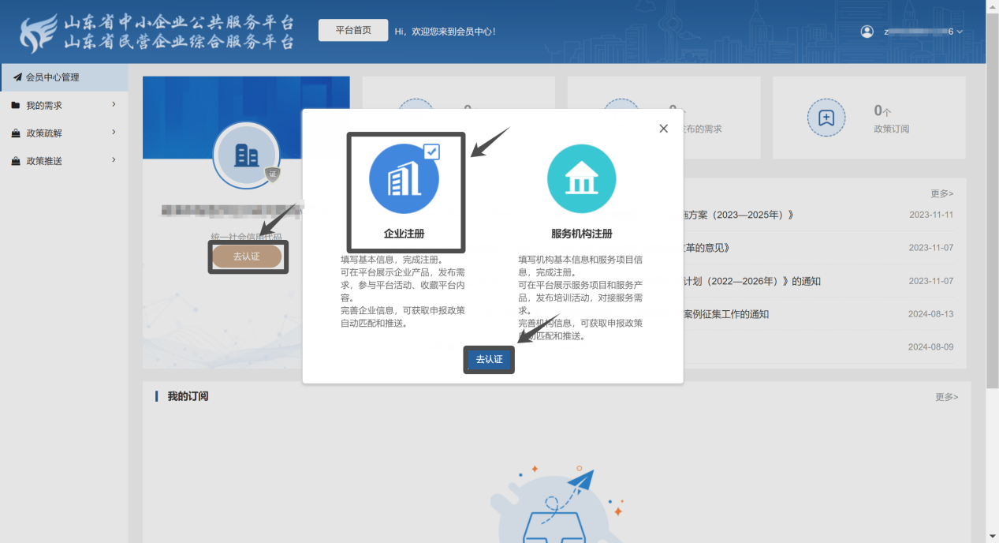 山东省中小企业公共服务平台
山东省民营企业综合服务平台
平台首页
Hi，欢迎您来到会员中心！
会员中心管理
我的需求
政策疏解
政策推送
统一社会信用代码
去认证
布的需求
0个
政策订阅
企业注册
填写基本信息，完成注册。
可在平台展示企业产品，发布需
求，参与平台活动、收藏平台内
容。
完善企业信息，可获取申报政策
自动匹配和推送。
服务机构注册
填写机构基本信息和服务项目信
息，完成注册。
可在平台展示服务项目和服务产
品，发布培训活动，对接服务需
求。
完善机构信息，可获取申报政策
自动匹配和推送。
去认证
更多>
施方案（2023—2025年）》
2023-11-11
革的意见》
2023-11-07
计划（2022—2026年）》的通知
2023-11-07
案例征集工作的通知
2024-08-13
2024-08-09
我的订阅
更多>